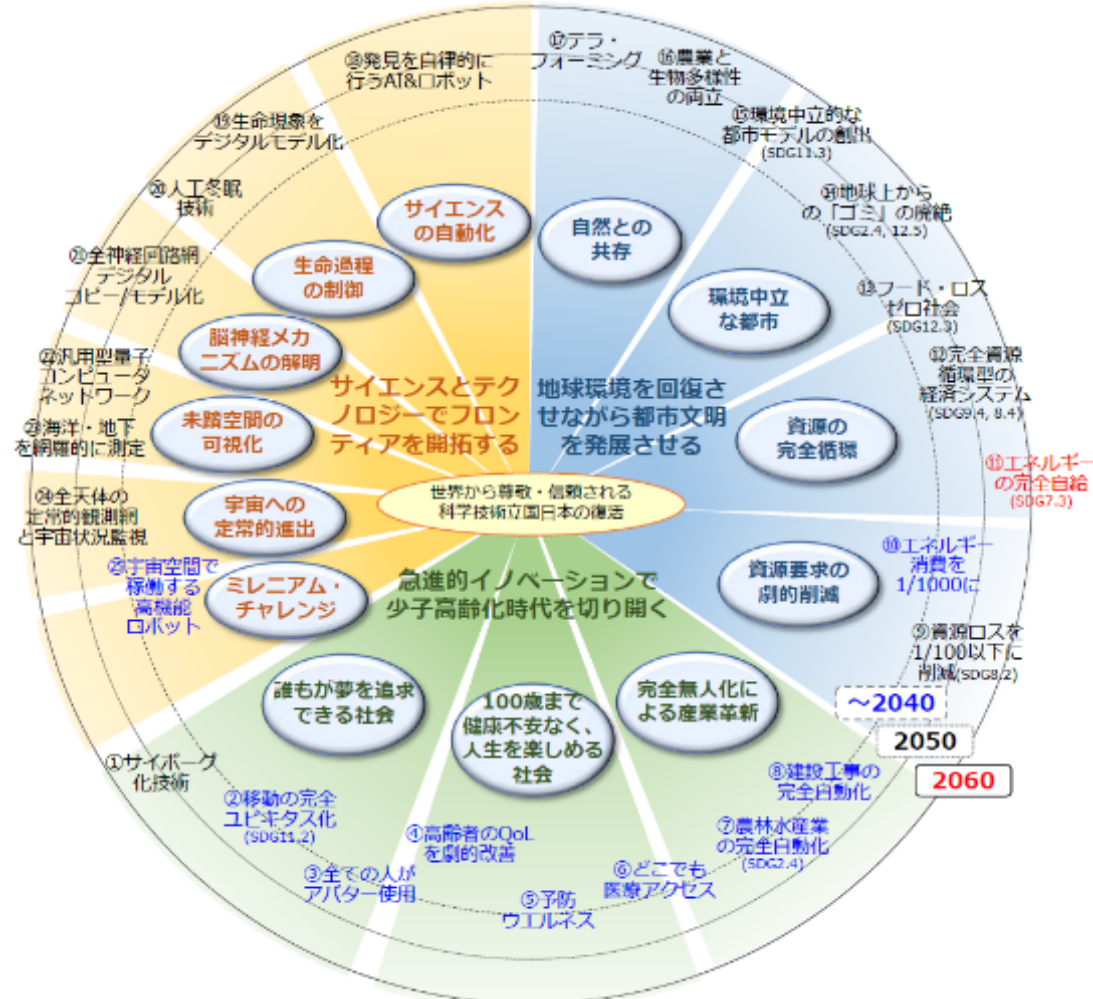 ⑰テラ・
フォーミング
⑯農業と
生物多様性
の両立
⑮環境中立的な
都市モデルの創出
(SDG11.3)
⑭地球上から
の「ゴミ」の廃絶
(SDG2.4, 12.5)
⑬フード・ロス
ゼロ社会
(SDG12.3)
⑫完全資源
循環型の
経済システム
(SDG9.4, 8.4)
⑪エネルギー
の完全自給
(SDG7.3)
⑩エネルギー
消費を
1/1000に
⑨資源ロスを
1/100以下に
削減(SDG8.2)
~2040
2050
2060
⑧建設工事の
完全自動化
⑦農林水産業
の完全自動化
(SDG2.4)
⑥どこでも
医療アクセス
⑤予防
ウエルネス
④高齢者のQoL
を劇的改善
③全ての人が
アバター使用
②移動の完全
ユビキタス化
(SDG11.2)
①サイボーグ
化技術
㉕宇宙空間で
稼働する
高機能
ロボット
㉔全天体の
定常的観測網
と宇宙状況監視
㉓海洋・地下
を網羅的に測定
㉒汎用型量子
コンピュータ
ネットワーク
㉑全神経回路網
デジタル
コピー/モデル化
⑳人工冬眠
技術
⑲生命現象を
デジタルモデル化
⑱発見を自律的に
行うAI&ロボット
サイエンス
の自動化
生命過程
の制御
脳神経メカ
ニズムの解明
未踏空間の
可視化
宇宙への
定常的進出
ミレニアム・
チャレンジ
サイエンスとテク
ノロジーでフロン
ティアを開拓する
自然との
共存
環境中立
な都市
資源の
完全循環
資源要求の
劇的削減
地球環境を回復さ
せながら都市文明
を発展させる
世界から尊敬・信頼される
科学技術立国日本の復活
急進的イノベーションで
少子高齢化時代を切り開く
誰もが夢を追求
できる社会
100歳まで
健康不安なく、
人生を楽しめる
社会
完全無人化に
よる産業革新